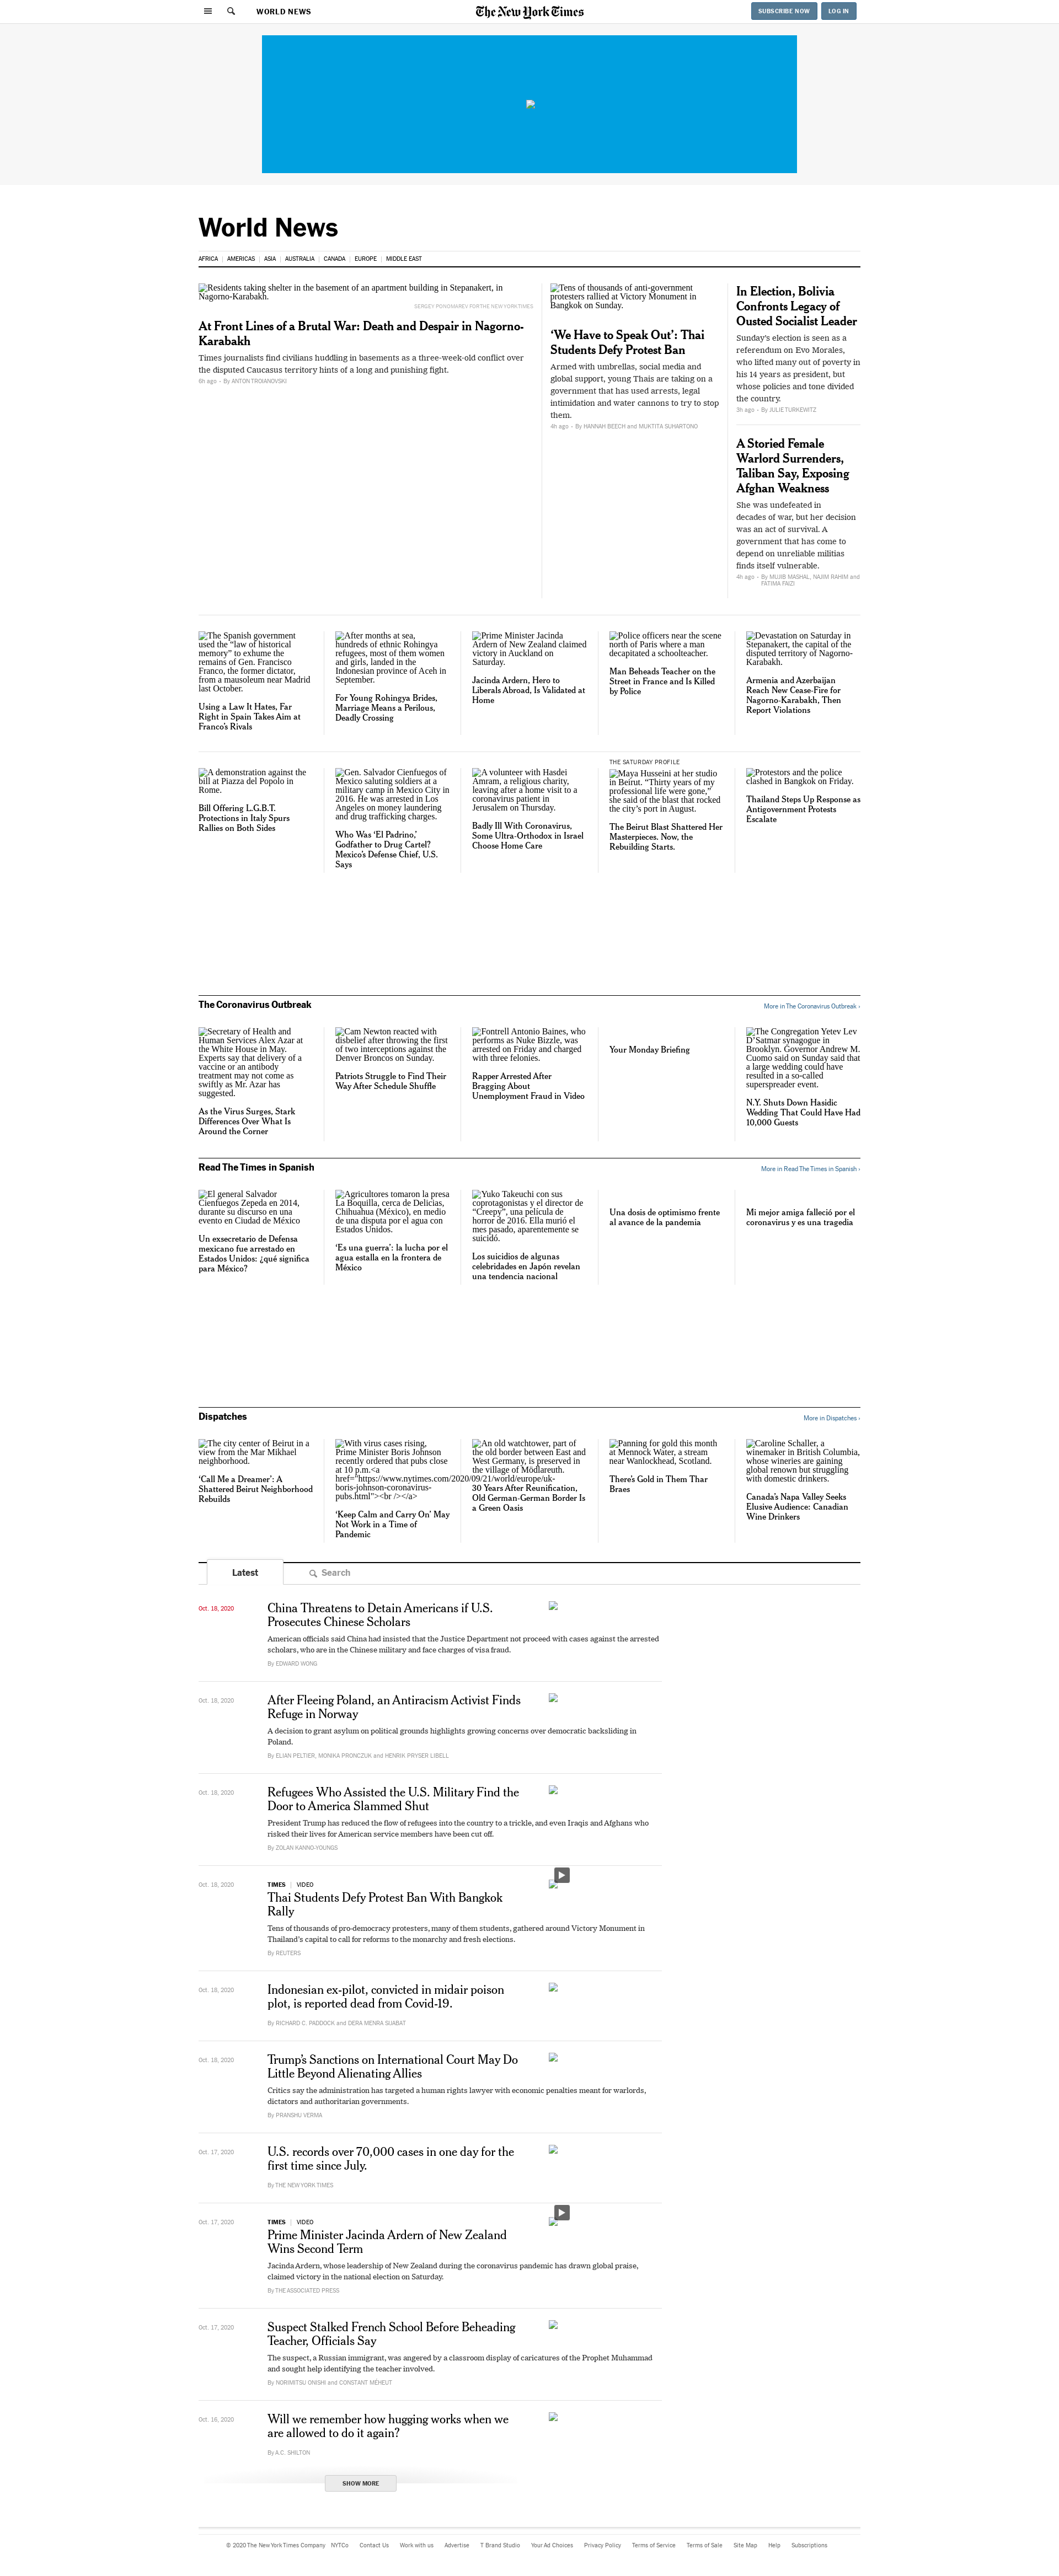 WORLD NEWS
The New York Times
SUBSCRIBE NOW
LOG IN
World News
AFRICA
AMERICAS
ASIA
AUSTRALIA
CANADA
EUROPE
MIDDLE EAST
Residents taking shelter in the basement of an apartment building in Stepanakert, in
Nagorno-Karabakh.
SERGEY PONOMAREV FOR THE NEW YORK TIMES
At Front Lines of a Brutal War: Death and Despair in Nagorno-
Karabakh
Times journalists find civilians huddling in basements as a three-week-old conflict over
the disputed Caucasus territory hints of a long and punishing fight.
6h ago
By ANTON TROIANOVSKI
Tens of thousands of anti-government
protesters rallied at Victory Monument in
Bangkok on Sunday.
‘We Have to Speak Out’: Thai
Students Defy Protest Ban
Armed with umbrellas, social media and
global support, young Thais are taking on a
government that has used arrests, legal
intimidation and water cannons to try to stop
them.
4h ago
By HANNAH BEECH and MUKTITA SUHARTONO
In Election, Bolivia
Confronts Legacy of
Ousted Socialist Leader
Sunday’s election is seen as a
referendum on Evo Morales,
who lifted many out of poverty in
his 14 years as president, but
whose policies and tone divided
the country.
3h ago
By JULIE TURKEWITZ
A Storied Female
Warlord Surrenders,
Taliban Say, Exposing
Afghan Weakness
She was undefeated in
decades of war, but her decision
was an act of survival. A
government that has come to
depend on unreliable militias
finds itself vulnerable.
4h ago
By MUJIB MASHAL, NAJIM RAHIM and
FATIMA FAIZI
The Spanish government
used the “law of historical
memory” to exhume the
remains of Gen. Francisco
Franco, the former dictator,
from a mausoleum near Madrid
last October.
Using a Law It Hates, Far
Right in Spain Takes Aim at
Franco’s Rivals
After months at sea,
hundreds of ethnic Rohingya
refugees, most of them women
and girls, landed in the
Indonesian province of Aceh in
September.
For Young Rohingya Brides,
Marriage Means a Perilous,
Deadly Crossing
Prime Minister Jacinda
Ardern of New Zealand claimed
victory in Auckland on
Saturday.
Jacinda Ardern, Hero to
Liberals Abroad, Is Validated at
Home
Police officers near the scene
north of Paris where a man
decapitated a schoolteacher.
Man Beheads Teacher on the
Street in France and Is Killed
by Police
Devastation on Saturday in
Stepanakert, the capital of the
disputed territory of Nagorno-
Karabakh.
Armenia and Azerbaijan
Reach New Cease-Fire for
Nagorno-Karabakh, Then
Report Violations
A demonstration against the
bill at Piazza del Popolo in
Rome.
Bill Offering L.G.B.T.
Protections in Italy Spurs
Rallies on Both Sides
Gen. Salvador Cienfuegos of
Mexico saluting soldiers at a
military camp in Mexico City in
2016. He was arrested in Los
Angeles on money laundering
and drug trafficking charges.
Who Was ‘El Padrino,’
Godfather to Drug Cartel?
Mexico’s Defense Chief, U.S.
Says
A volunteer with Hasdei
Amram, a religious charity,
leaving after a home visit to a
coronavirus patient in
Jerusalem on Thursday.
Badly Ill With Coronavirus,
Some Ultra-Orthodox in Israel
Choose Home Care
THE SATURDAY PROFILE
Maya Husseini at her studio
in Beirut. “Thirty years of my
professional life were gone,”
she said of the blast that rocked
the city’s port in August.
The Beirut Blast Shattered Her
Masterpieces. Now, the
Rebuilding Starts.
Protestors and the police
clashed in Bangkok on Friday.
Thailand Steps Up Response as
Antigovernment Protests
Escalate
The Coronavirus Outbreak
More in The Coronavirus Outbreak ›
Secretary of Health and
Human Services Alex Azar at
the White House in May.
Experts say that delivery of a
vaccine or an antibody
treatment may not come as
swiftly as Mr. Azar has
suggested.
As the Virus Surges, Stark
Differences Over What Is
Around the Corner
Cam Newton reacted with
disbelief after throwing the first
of two interceptions against the
Denver Broncos on Sunday.
Patriots Struggle to Find Their
Way After Schedule Shuffle
Fontrell Antonio Baines, who
performs as Nuke Bizzle, was
arrested on Friday and charged
with three felonies.
Rapper Arrested After
Bragging About
Unemployment Fraud in Video
Your Monday Briefing
The Congregation Yetev Lev
D’Satmar synagogue in
Brooklyn. Governor Andrew M.
Cuomo said on Sunday said that
a large wedding could have
resulted in a so-called
superspreader event.
N.Y. Shuts Down Hasidic
Wedding That Could Have Had
10,000 Guests
Read The Times in Spanish
More in Read The Times in Spanish ›
El general Salvador
Cienfuegos Zepeda en 2014,
durante su discurso en una
evento en Ciudad de México
Un exsecretario de Defensa
mexicano fue arrestado en
Estados Unidos: ¿qué significa
para México?
Agricultores tomaron la presa
La Boquilla, cerca de Delicias,
Chihuahua (México), en medio
de una disputa por el agua con
Estados Unidos.
‘Es una guerra’: la lucha por el
agua estalla en la frontera de
México
Yuko Takeuchi con sus
coprotagonistas y el director de
“Creepy”, una película de
horror de 2016. Ella murió el
mes pasado, aparentemente se
suicidó.
Los suicidios de algunas
celebridades en Japón revelan
una tendencia nacional
Una dosis de optimismo frente
al avance de la pandemia
Mi mejor amiga falleció por el
coronavirus y es una tragedia
Dispatches
More in Dispatches ›
The city center of Beirut in a
view from the Mar Mikhael
neighborhood.
‘Call Me a Dreamer’: A
Shattered Beirut Neighborhood
Rebuilds
With virus cases rising,
Prime Minister Boris Johnson
recently ordered that pubs close
at 10 p.m.<a
href="https://www.nytimes.com/2020/09/21/world/europe/uk-
boris-johnson-coronavirus-
pubs.html"><br /></a>
‘Keep Calm and Carry On’ May
Not Work in a Time of
Pandemic
An old watchtower, part of
the old border between East and
West Germany, is preserved in
the village of Mödlareuth.
30 Years After Reunification,
Old German-German Border Is
a Green Oasis
Panning for gold this month
at Mennock Water, a stream
near Wanlockhead, Scotland.
There’s Gold in Them Thar
Braes
Caroline Schaller, a
winemaker in British Columbia,
whose wineries are gaining
global renown but struggling
with domestic drinkers.
Canada’s Napa Valley Seeks
Elusive Audience: Canadian
Wine Drinkers
Latest
Search
Oct. 18, 2020
China Threatens to Detain Americans if U.S.
Prosecutes Chinese Scholars
American officials said China had insisted that the Justice Department not proceed with cases against the arrested
scholars, who are in the Chinese military and face charges of visa fraud.
By EDWARD WONG
Oct. 18, 2020
After Fleeing Poland, an Antiracism Activist Finds
Refuge in Norway
A decision to grant asylum on political grounds highlights growing concerns over democratic backsliding in
Poland.
By ELIAN PELTIER, MONIKA PRONCZUK and HENRIK PRYSER LIBELL
Oct. 18, 2020
Refugees Who Assisted the U.S. Military Find the
Door to America Slammed Shut
President Trump has reduced the flow of refugees into the country to a trickle, and even Iraqis and Afghans who
risked their lives for American service members have been cut off.
By ZOLAN KANNO-YOUNGS
Oct. 18, 2020
TIMES | VIDEO
Thai Students Defy Protest Ban With Bangkok
Rally
Tens of thousands of pro-democracy protesters, many of them students, gathered around Victory Monument in
Thailand’s capital to call for reforms to the monarchy and fresh elections.
By REUTERS
Oct. 18, 2020
Indonesian ex-pilot, convicted in midair poison
plot, is reported dead from Covid-19.
By RICHARD C. PADDOCK and DERA MENRA SIJABAT
Oct. 18, 2020
Trump’s Sanctions on International Court May Do
Little Beyond Alienating Allies
Critics say the administration has targeted a human rights lawyer with economic penalties meant for warlords,
dictators and authoritarian governments.
By PRANSHU VERMA
Oct. 17, 2020
U.S. records over 70,000 cases in one day for the
first time since July.
By THE NEW YORK TIMES
Oct. 17, 2020
TIMES | VIDEO
Prime Minister Jacinda Ardern of New Zealand
Wins Second Term
Jacinda Ardern, whose leadership of New Zealand during the coronavirus pandemic has drawn global praise,
claimed victory in the national election on Saturday.
By THE ASSOCIATED PRESS
Oct. 17, 2020
Suspect Stalked French School Before Beheading
Teacher, Officials Say
The suspect, a Russian immigrant, was angered by a classroom display of caricatures of the Prophet Muhammad
and sought help identifying the teacher involved.
By NORIMITSU ONISHI and CONSTANT MÉHEUT
Oct. 16, 2020
Will we remember how hugging works when we
are allowed to do it again?
By A.C. SHILTON
SHOW MORE
© 2020 The New York Times Company
NYTCo
Contact Us
Work with us
Advertise
T Brand Studio
Your Ad Choices
Privacy Policy
Terms of Service
Terms of Sale
Site Map
Help
Subscriptions